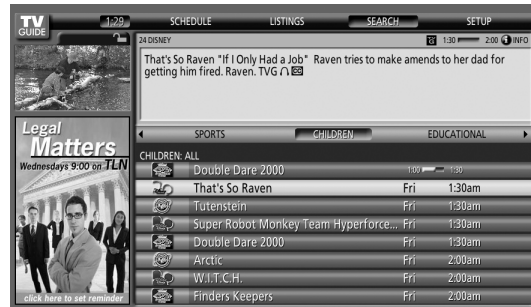 TV GUIDE 1:29 SCHEDULE LISTINGS SEARCH SETUP
24 DISNEY 1:30 2:00 INFO
That's So Raven "If I Only Had a Job" Raven tries to make amends to her dad for
getting him fired. Raven. TVG CC
SPORTS CHILDREN EDUCATIONAL
CHILDREN: ALL
Double Dare 2000 1:00 1:30
That's So Raven Fri 1:30am
Tutenstein Fri 1:30am
Super Robot Monkey Team Hyperforce... Fri 1:30am
Double Dare 2000 Fri 1:30am
Arctic Fri 2:00am
W.I.T.C.H. Fri 2:00am
Finders Keepers Fri 2:00am
Legal
Matters
Wednesdays 9:00 on TLN
click here to set reminder